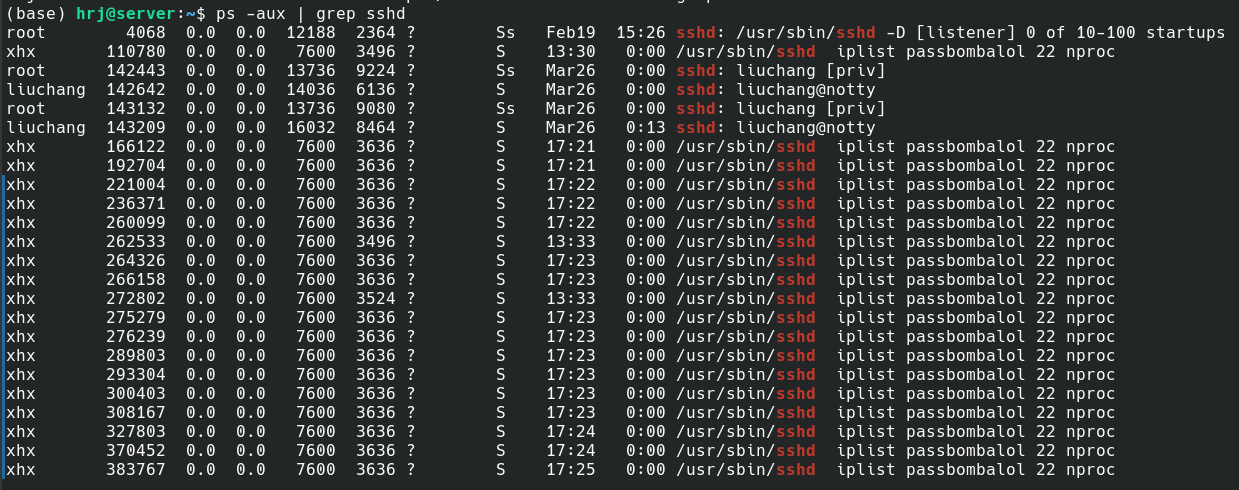 (base) hrj@server:~$ ps -aux | grep sshd
root 4068 0.0 0.0 12188 2364 ? Ss Feb19 15:26 sshd: /usr/sbin/sshd -D [listener] 0 of 10-100 startups
xhx 110780 0.0 0.0 7600 3496 ? S 13:30 0:00 /usr/sbin/sshd iplist passbombalol 22 nproc
root 142443 0.0 0.0 13736 9224 ? Ss Mar26 0:00 sshd: liuchang [priv]
liuchang 142642 0.0 0.0 14036 6136 ? S Mar26 0:00 sshd: liuchang@notty
root 143132 0.0 0.0 13736 9080 ? Ss Mar26 0:00 sshd: liuchang [priv]
liuchang 143209 0.0 0.0 16032 8464 ? S Mar26 0:13 sshd: liuchang@notty
xhx 166122 0.0 0.0 7600 3636 ? S 17:21 0:00 /usr/sbin/sshd iplist passbombalol 22 nproc
xhx 192704 0.0 0.0 7600 3636 ? S 17:21 0:00 /usr/sbin/sshd iplist passbombalol 22 nproc
xhx 221004 0.0 0.0 7600 3636 ? S 17:22 0:00 /usr/sbin/sshd iplist passbombalol 22 nproc
xhx 236371 0.0 0.0 7600 3636 ? S 17:22 0:00 /usr/sbin/sshd iplist passbombalol 22 nproc
xhx 260099 0.0 0.0 7600 3636 ? S 17:22 0:00 /usr/sbin/sshd iplist passbombalol 22 nproc
xhx 262533 0.0 0.0 7600 3496 ? S 13:33 0:00 /usr/sbin/sshd iplist passbombalol 22 nproc
xhx 264326 0.0 0.0 7600 3636 ? S 17:23 0:00 /usr/sbin/sshd iplist passbombalol 22 nproc
xhx 266158 0.0 0.0 7600 3636 ? S 17:23 0:00 /usr/sbin/sshd iplist passbombalol 22 nproc
xhx 272802 0.0 0.0 7600 3524 ? S 13:33 0:00 /usr/sbin/sshd iplist passbombalol 22 nproc
xhx 275279 0.0 0.0 7600 3636 ? S 17:23 0:00 /usr/sbin/sshd iplist passbombalol 22 nproc
xhx 276239 0.0 0.0 7600 3636 ? S 17:23 0:00 /usr/sbin/sshd iplist passbombalol 22 nproc
xhx 289803 0.0 0.0 7600 3636 ? S 17:23 0:00 /usr/sbin/sshd iplist passbombalol 22 nproc
xhx 293304 0.0 0.0 7600 3636 ? S 17:23 0:00 /usr/sbin/sshd iplist passbombalol 22 nproc
xhx 300403 0.0 0.0 7600 3636 ? S 17:23 0:00 /usr/sbin/sshd iplist passbombalol 22 nproc
xhx 308167 0.0 0.0 7600 3636 ? S 17:23 0:00 /usr/sbin/sshd iplist passbombalol 22 nproc
xhx 327803 0.0 0.0 7600 3636 ? S 17:24 0:00 /usr/sbin/sshd iplist passbombalol 22 nproc
xhx 370452 0.0 0.0 7600 3636 ? S 17:24 0:00 /usr/sbin/sshd iplist passbombalol 22 nproc
xhx 383767 0.0 0.0 7600 3636 ? S 17:25 0:00 /usr/sbin/sshd iplist passbombalol 22 nproc